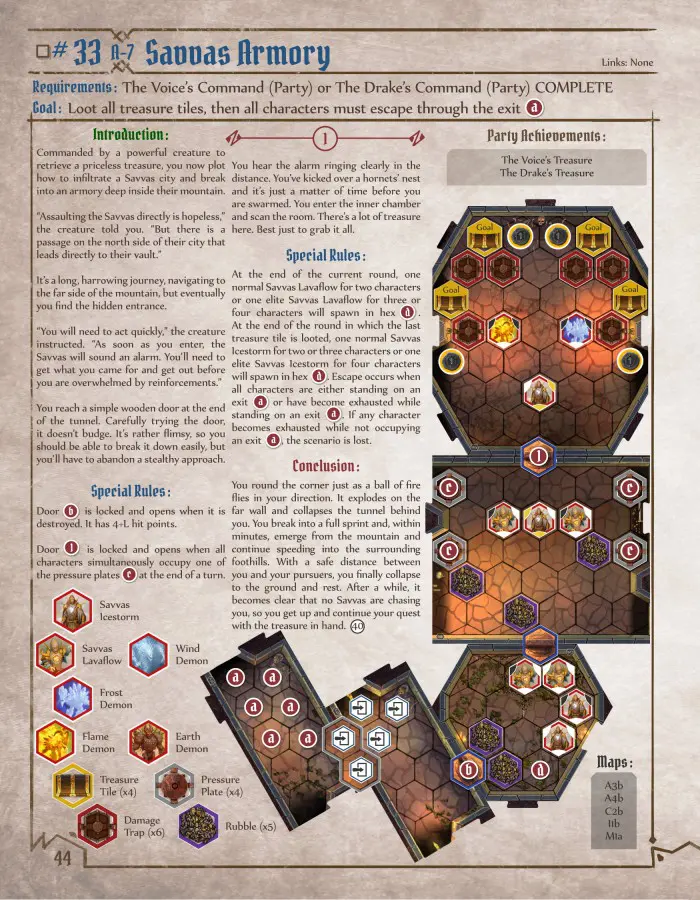 #33 A-7 Savvas Armory
Links: None
Requirements: The Voice's Command (Party) or The Drake's Command (Party) COMPLETE
Goal: Loot all treasure tiles, then all characters must escape through the exit a
Introduction:
Commanded by a powerful creature to
retrieve a priceless treasure, you now plot
how to infiltrate a Savvas city and break
into an armory deep inside their mountain.
"Assaulting the Savvas directly is hopeless,"
the creature told you. "But there is a
passage on the north side of their city that
leads directly to their vault."
It's a long, harrowing journey, navigating to
the far side of the mountain, but eventually
you find the hidden entrance.
"You will need to act quickly," the creature
instructed. "As soon as you enter, the
Savvas will sound an alarm. You'll need to
get what you came for and get out before
you are overwhelmed by reinforcements."
You reach a simple wooden door at the end
of the tunnel. Carefully trying the door,
it doesn't budge. It's rather flimsy, so you
should be able to break it down easily, but
you'll have to abandon a stealthy approach.
Special Rules:
Door b is locked and opens when it is
destroyed. It has 4+L hit points.
Door 1 is locked and opens when all
characters simultaneously occupy one of
the pressure plates c at the end of a turn.
1
You hear the alarm ringing clearly in the
distance. You've kicked over a hornets' nest
and it's just a matter of time before you
are swarmed. You enter the inner chamber
and scan the room. There's a lot of treasure
here. Best just to grab it all.
Special Rules:
At the end of the current round, one
normal Savvas Lavaflow for two characters
or one elite Savvas Lavaflow for three or
four characters will spawn in hex d.
At the end of the round in which the last
treasure tile is looted, one normal Savvas
Icestorm for two or three characters or one
elite Savvas Icestorm for four characters
will spawn in hex d. Escape occurs when
all characters are either standing on an
exit a or have become exhausted while
standing on an exit a. If any character
becomes exhausted while not occupying
an exit a, the scenario is lost.
Conclusion:
You round the corner just as a ball of fire
flies in your direction. It explodes on the
far wall and collapses the tunnel behind
you. You break into a full sprint and, within
minutes, emerge from the mountain and
continue speeding into the surrounding
foothills. With a safe distance between
you and your pursuers, you finally collapse
to the ground and rest. After a while, it
becomes clear that no Savvas are chasing
you, so you get up and continue your quest
with the treasure in hand. 40
Party Achievements:
The Voice's Treasure
The Drake's Treasure
Goal
Goal
Goal
Goal
1
c
c
c
c
b
d
a
a
a
a
a
a
Savvas
Icestorm
Savvas
Lavaflow
Wind
Demon
Frost
Demon
Flame
Demon
Earth
Demon
Treasure
Tile (x4)
Pressure
Plate (x4)
Damage
Trap (x6)
Rubble (x5)
Maps:
A3b
A4b
C2b
I1b
M1a
44